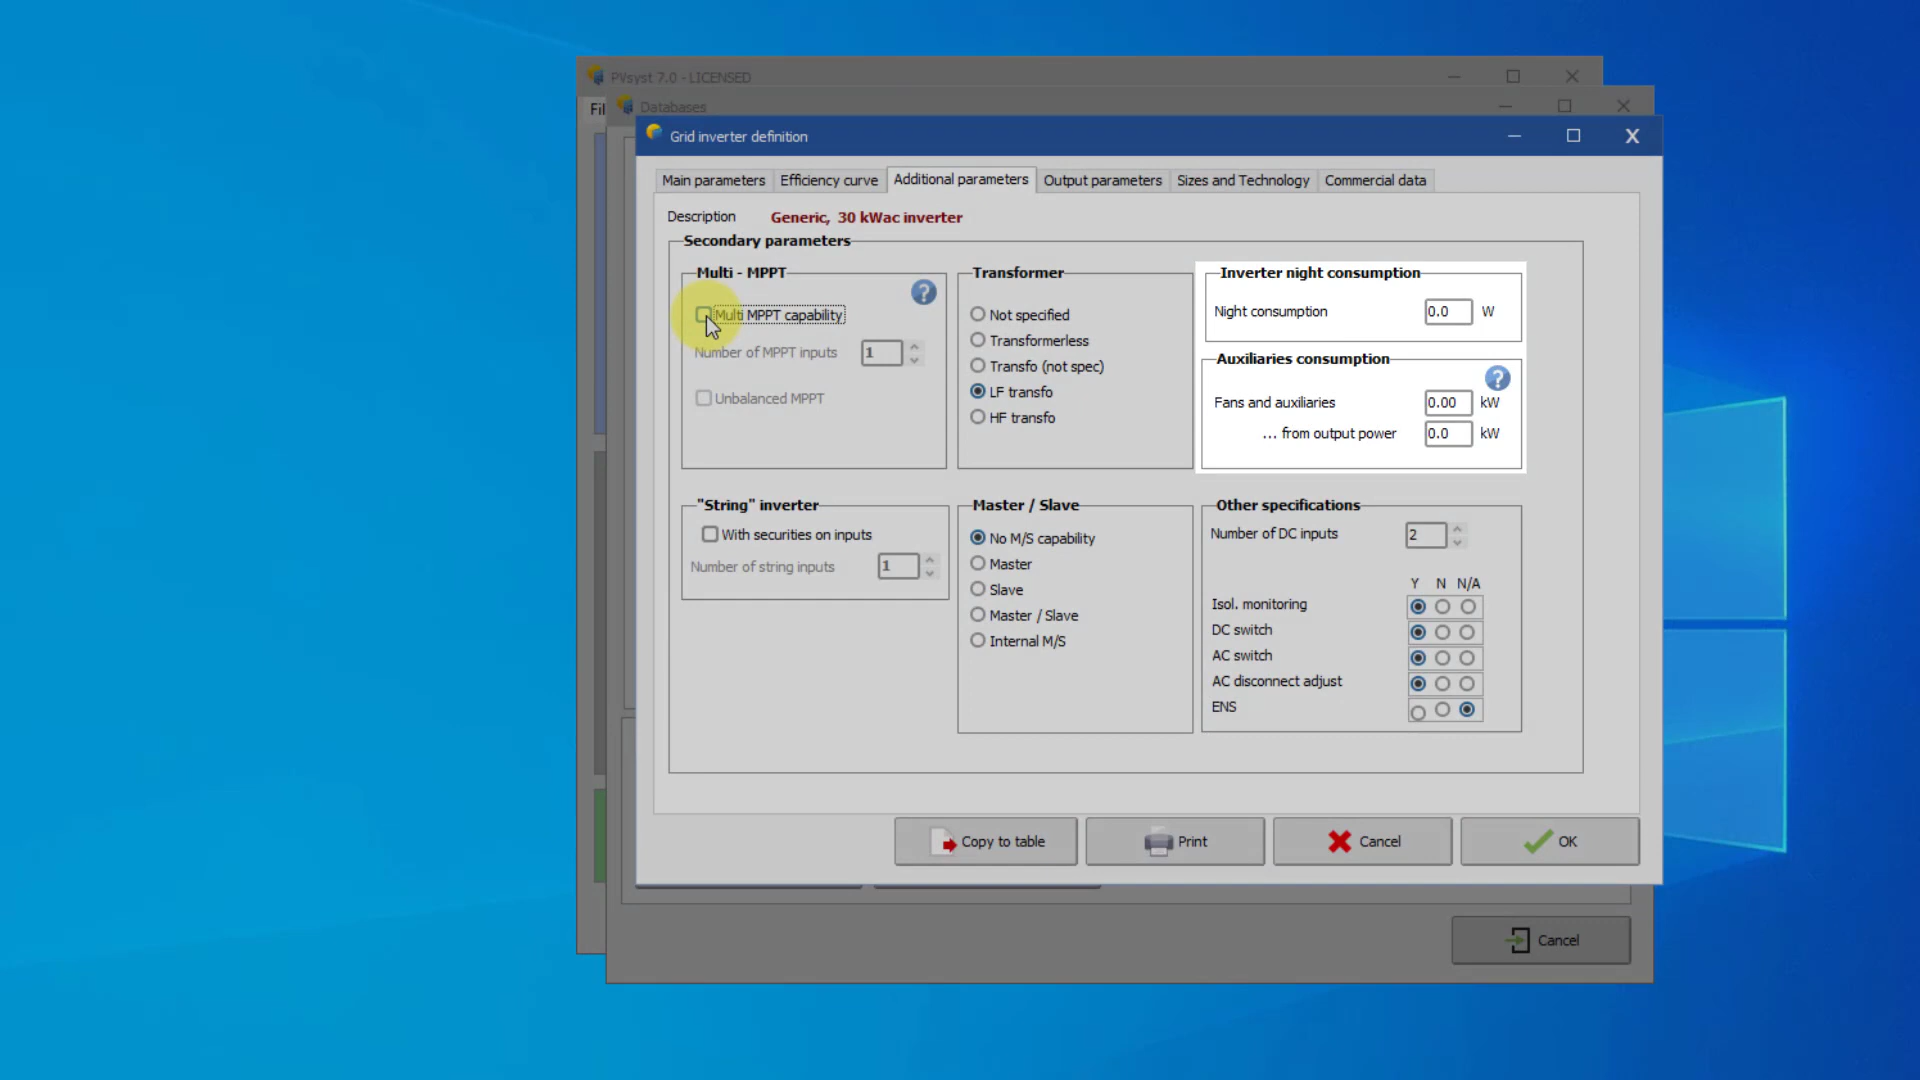 PVsyst 7.0 - LICENSED
Fil
Databases
Grid inverter definition
Main parameters
Efficiency curve
Additional parameters
Output parameters
Sizes and Technology
Commercial data
Description
Generic, 30 kWac inverter
Secondary parameters
Multi - MPPT
Multi MPPT capability
Number of MPPT inputs
1
Unbalanced MPPT
Transformer
Not specified
Transformerless
Transfo (not spec)
LF transfo
HF transfo
Inverter night consumption
Night consumption
0.0
W
Auxiliaries consumption
Fans and auxiliaries
0.00
kW
... from output power
0.0
kW
"String" inverter
With securities on inputs
Number of string inputs
1
Master / Slave
No M/S capability
Master
Slave
Master / Slave
Internal M/S
Other specifications
Number of DC inputs
2
Y N N/A
Isol. monitoring
DC switch
AC switch
AC disconnect adjust
ENS
Copy to table
Print
Cancel
OK
Cancel